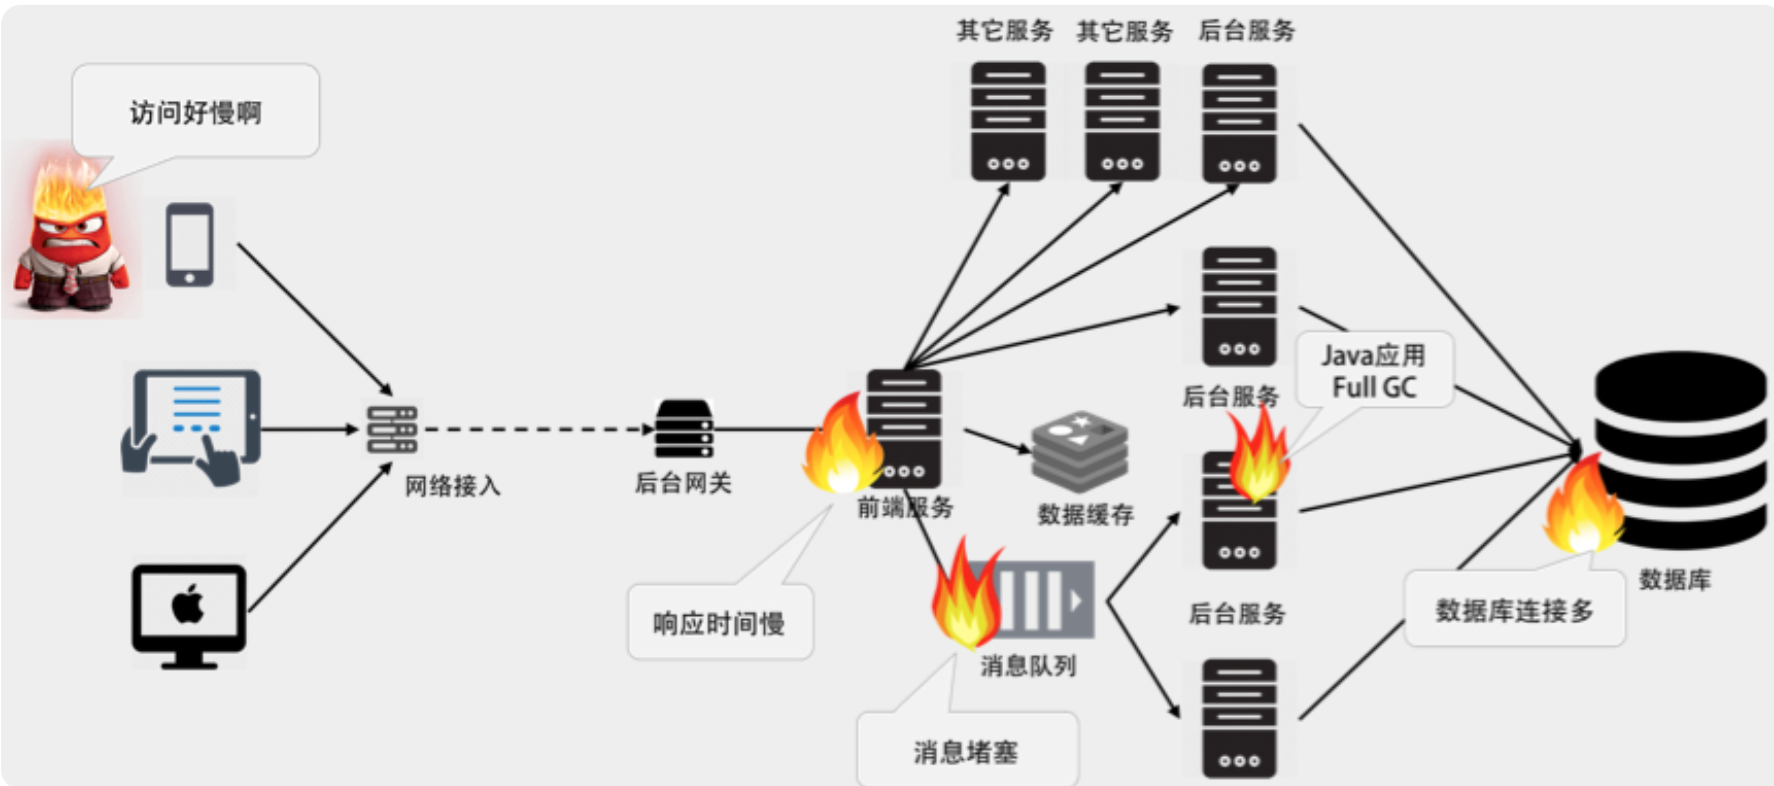 其它服务
其它服务
后台服务
访问好慢啊
Java应用
Full GC
后台服务
网络接入
后台网关
前端服务
数据缓存
响应时间慢
消息队列
后台服务
数据库
数据库连接多
消息堵塞